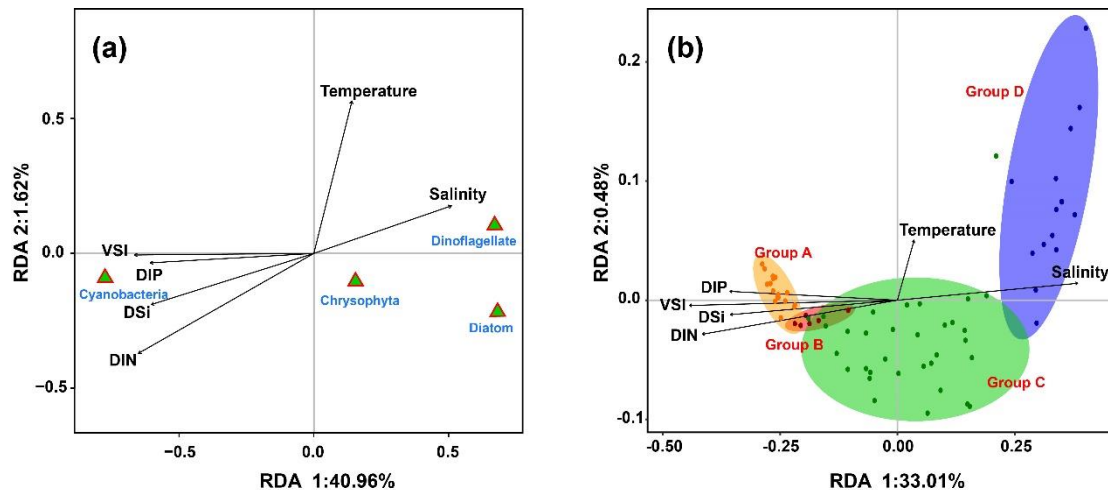 (a)
Temperature
Salinity
Dinoflagellate
VSI
DIP
Cyanobacteria
DSi
Chrysophyta
Diatom
DIN
0.5
0.0
−0.5
RDA 2:1.62%
−0.5
0.0
0.5
RDA 1:40.96%
(b)
Group D
Temperature
Group A
Salinity
DIP
VSI
DSi
DIN
Group B
Group C
0.2
0.1
0.0
-0.1
RDA 2:0.48%
-0.50
-0.25
0.00
0.25
RDA 1:33.01%